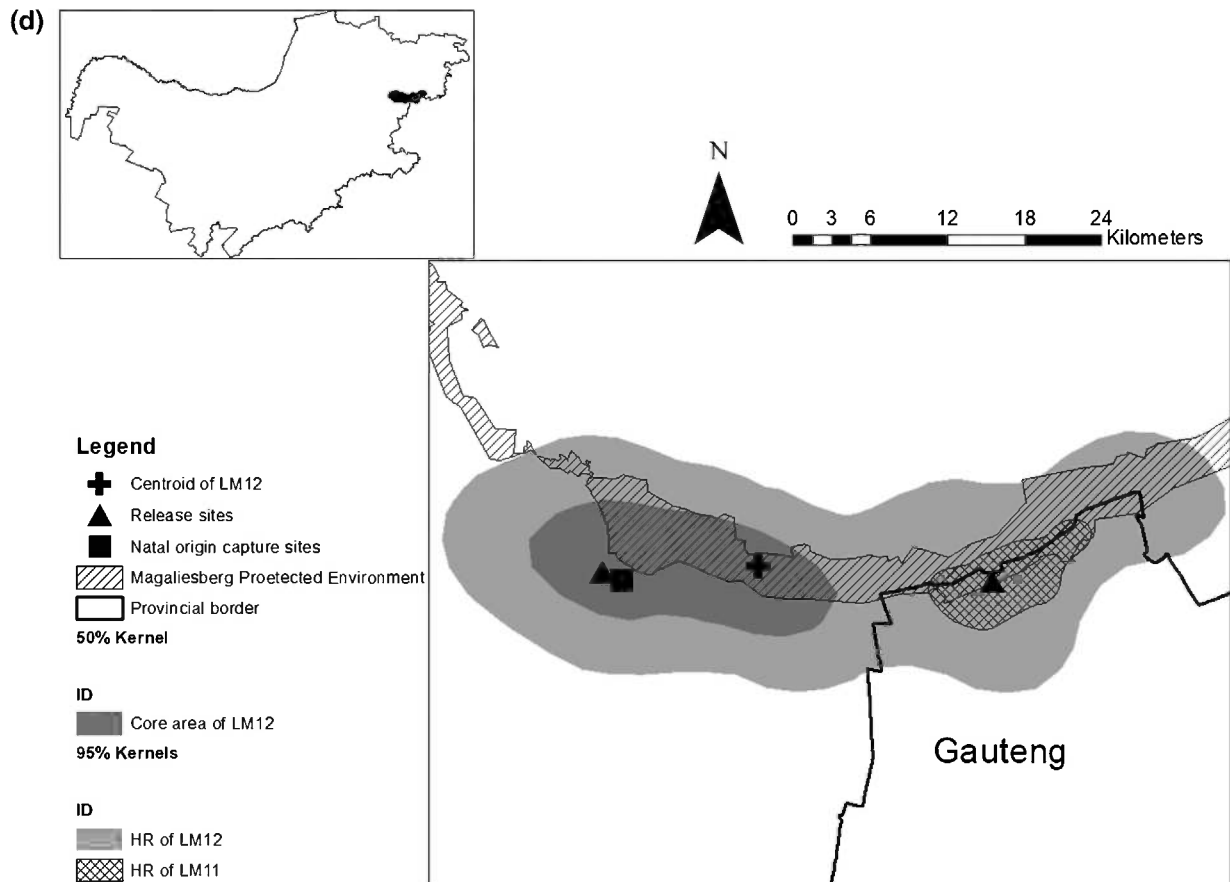 (d)
N
0 3 6 12 18 24
Kilometers
Legend
Centroid of LM12
Release sites
Natal origin capture sites
Magaliesberg Proetected Environment
Provincial border
50% Kernel
ID
Core area of LM12
95% Kernels
ID
HR of LM12
HR of LM11
Gauteng